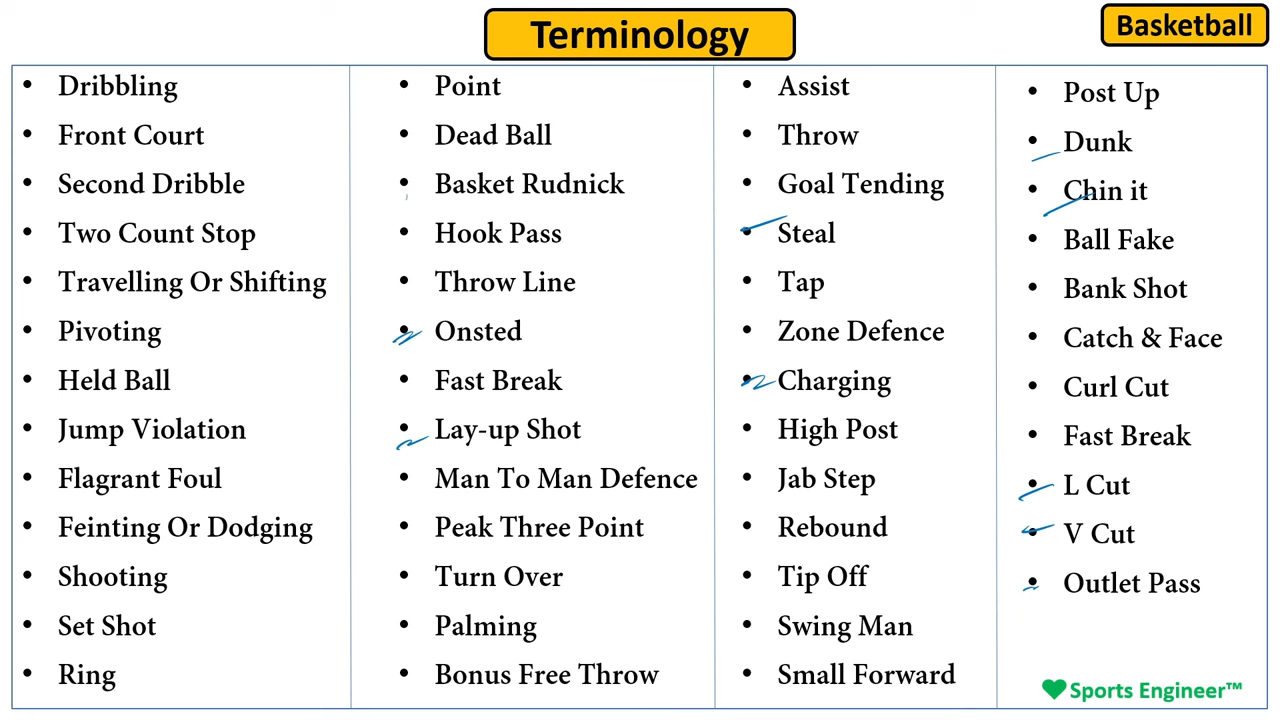 Terminology
Basketball
Dribbling
Front Court
Second Dribble
Two Count Stop
Travelling Or Shifting
Pivoting
Held Ball
Jump Violation
Flagrant Foul
Feinting Or Dodging
Shooting
Set Shot
Ring
Point
Dead Ball
Basket Rudnick
Hook Pass
Throw Line
Onsted
Fast Break
Lay-up Shot
Man To Man Defence
Peak Three Point
Turn Over
Palming
Bonus Free Throw
Assist
Throw
Goal Tending
Steal
Tap
Zone Defence
Charging
High Post
Jab Step
Rebound
Tip Off
Swing Man
Small Forward
Post Up
Dunk
Chin it
Ball Fake
Bank Shot
Catch & Face
Curl Cut
Fast Break
L Cut
V Cut
Outlet Pass
Sports Engineer™